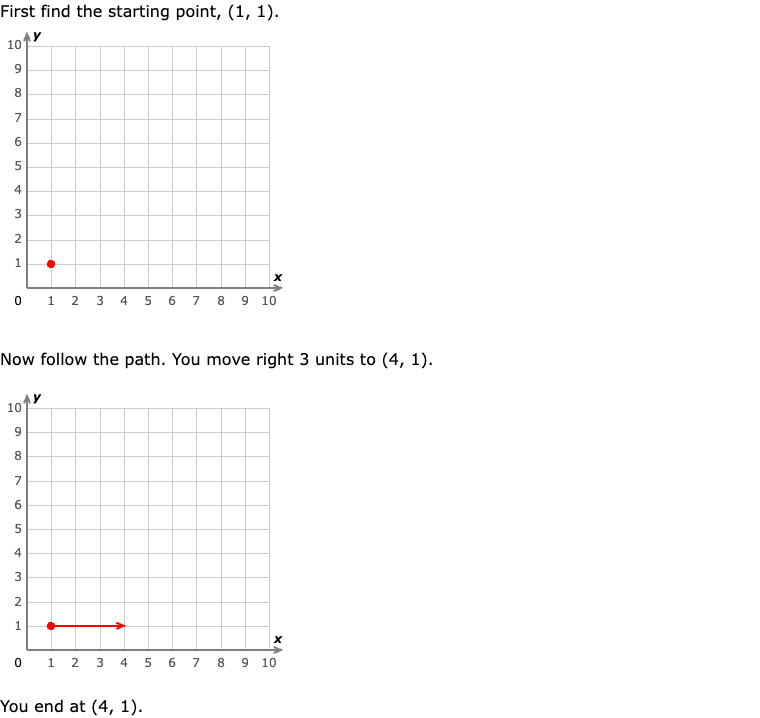 First find the starting point, (1, 1).
y
10
9
8
7
6
5
4
3
2
1
x
0 1 2 3 4 5 6 7 8 9 10
Now follow the path. You move right 3 units to (4, 1).
y
10
9
8
7
6
5
4
3
2
1
x
0 1 2 3 4 5 6 7 8 9 10
You end at (4, 1).